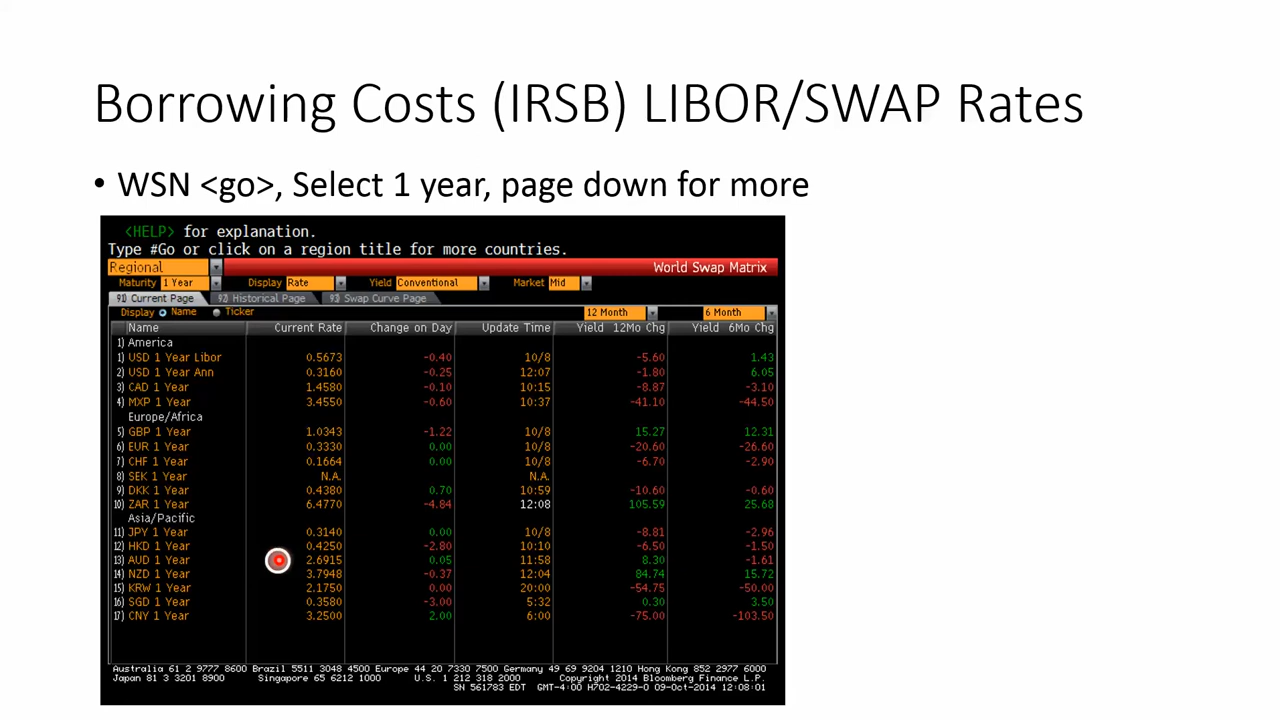 Borrowing Costs (IRSB) LIBOR/SWAP Rates
• WSN <go>, Select 1 year, page down for more
<HELP> for explanation.
Type #Go or click on a region title for more countries.
Regional World Swap Matrix
Maturity 1 Year Display Rate Yield Conventional Market Mid
91) Current Page 92) Historical Page 93) Swap Curve Page
Display Name Ticker 12 Month 6 Month
Name Current Rate Change on Day Update Time Yield 12Mo Chg Yield 6Mo Chg
1) America
1) USD 1 Year Libor 0.5673 -0.40 10/8 -5.60 1.43
2) USD 1 Year Ann 0.3160 -0.25 12:07 -1.80 6.05
3) CAD 1 Year 1.4580 -0.10 10:15 -8.87 -3.10
4) MXP 1 Year 3.4550 -0.60 10:37 -41.10 -44.50
Europe/Africa
5) GBP 1 Year 1.0343 -1.22 10/8 15.27 12.31
6) EUR 1 Year 0.3330 0.00 10/8 -20.60 -26.60
7) CHF 1 Year 0.1664 0.00 10/8 -6.70 -2.90
8) SEK 1 Year N.A. N.A.
9) DKK 1 Year 0.4380 0.70 10:59 -10.60 -0.60
10) ZAR 1 Year 6.4770 -4.84 12:08 105.59 25.68
Asia/Pacific
11) JPY 1 Year 0.3140 0.00 10/8 -8.81 -2.96
12) HKD 1 Year 0.4250 -2.80 10:10 -6.50 -1.50
13) AUD 1 Year 2.6915 0.05 11:58 8.30 -1.61
14) NZD 1 Year 3.7948 -0.37 12:04 84.74 15.72
15) KRW 1 Year 2.1750 0.00 20:00 -54.75 -50.00
16) SGD 1 Year 0.3580 -3.00 5:32 0.30 3.50
17) CNY 1 Year 3.2500 2.00 6:00 -75.00 -103.50
Australia 61 2 9777 8600 Brazil 5511 3048 4500 Europe 44 20 7330 7500 Germany 49 69 9204 1210 Hong Kong 852 2977 6000
Japan 81 3 3201 8900 Singapore 65 6212 1000 U.S. 1 212 318 2000 Copyright 2014 Bloomberg Finance L.P.
SN 561783 EDT GMT-4:00 H702-4229-0 09-Oct-2014 12:08:01